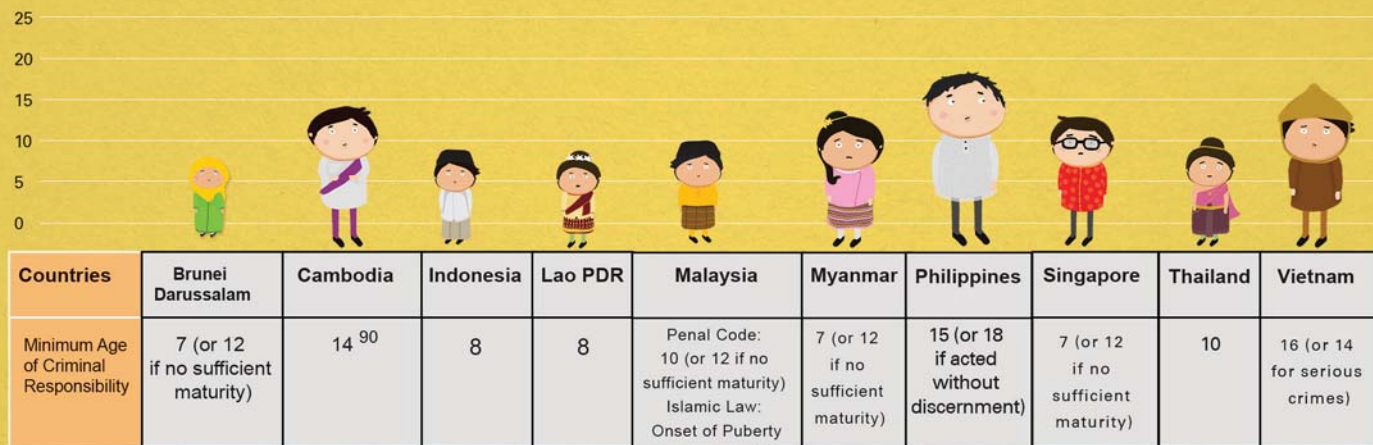 25
20
15
10
5
0
Countries
Brunei
Darussalam
Cambodia
Indonesia
Lao PDR
Malaysia
Myanmar
Philippines
Singapore
Thailand
Vietnam
Minimum Age
of Criminal
Responsibility
7 (or 12
if no sufficient
maturity)
14 90
8
8
Penal Code:
10 (or 12 if no
sufficient maturity)
Islamic Law:
Onset of Puberty
7 (or 12
if no
sufficient
maturity)
15 (or 18
if acted
without
discernment)
7 (or 12
if no
sufficient
maturity)
10
16 (or 14
for serious
crimes)